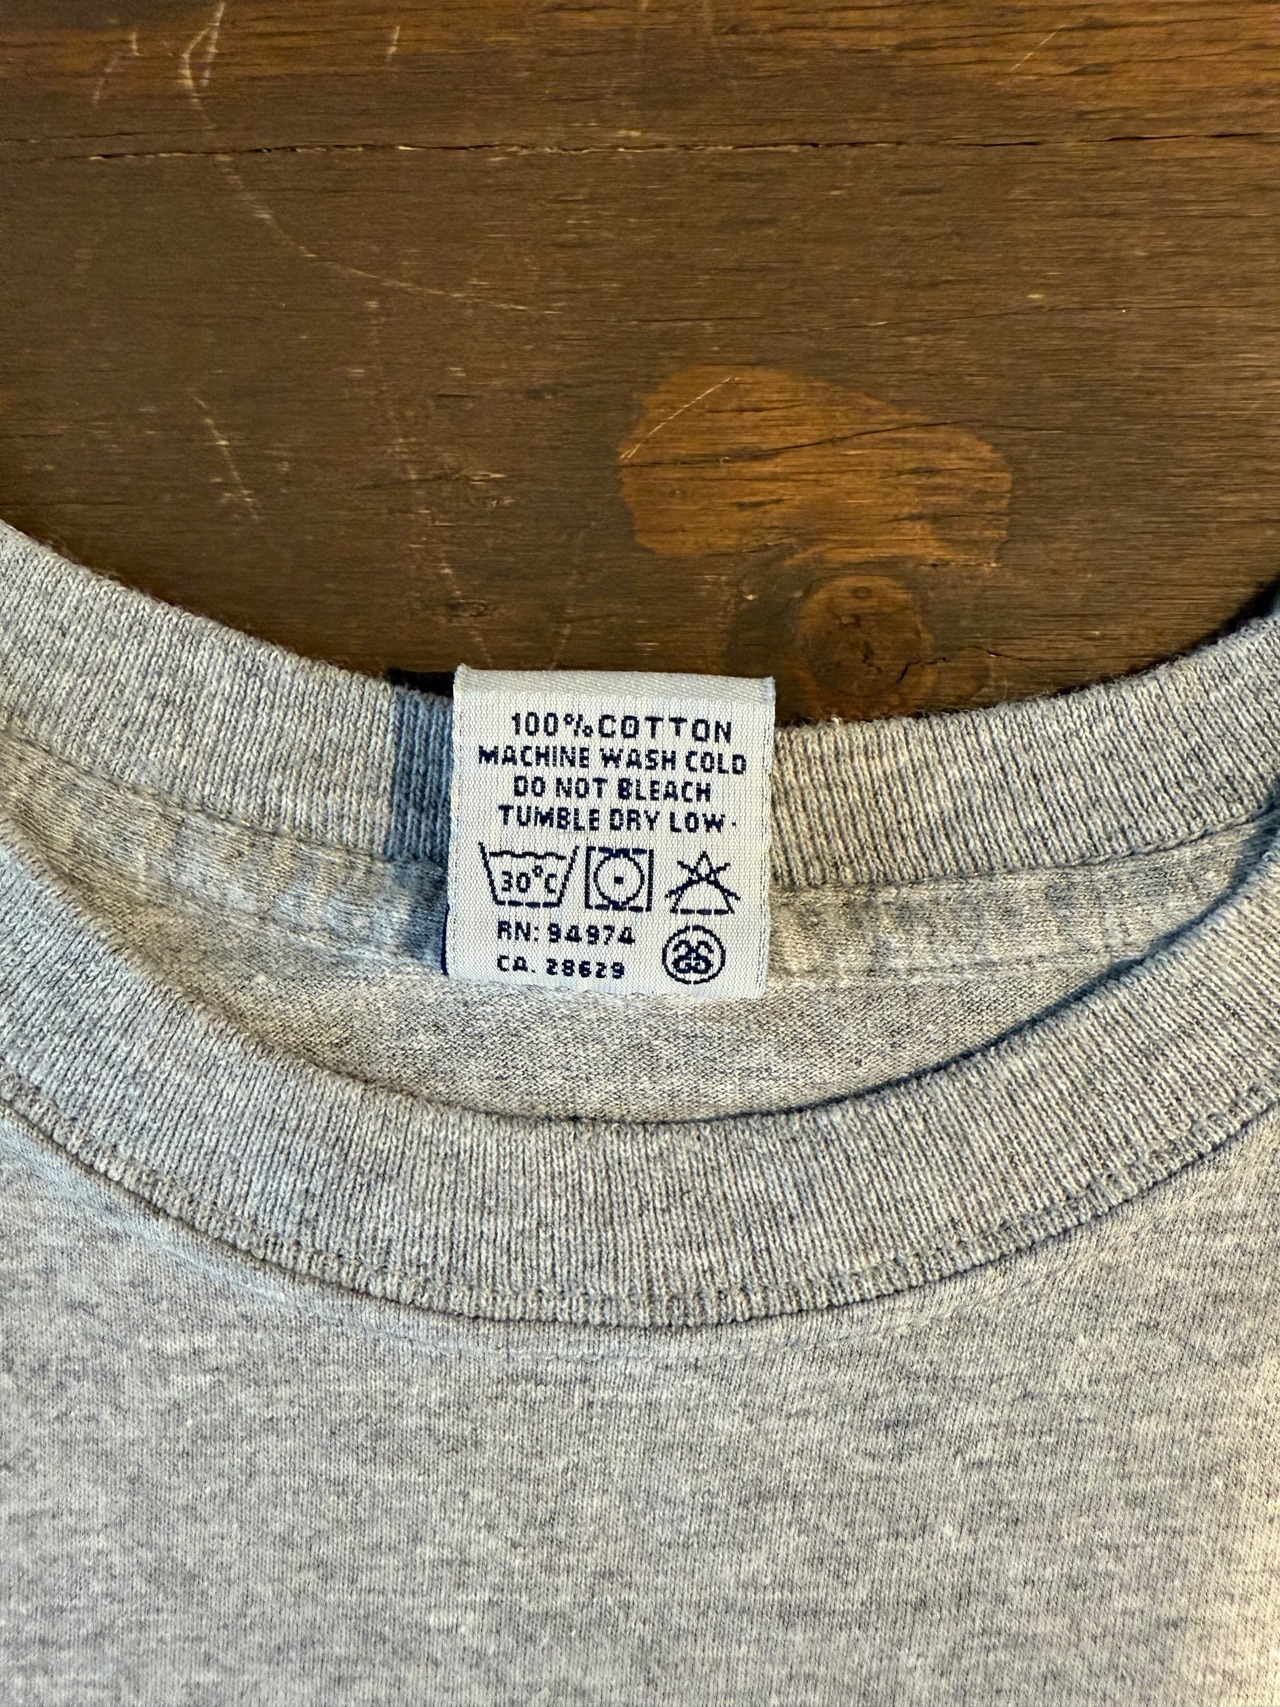 100% COTTON
MACHINE WASH COLD
DO NOT BLEACH
TUMBLE DRY LOW
30°C
RN: 94974
CA. 28629